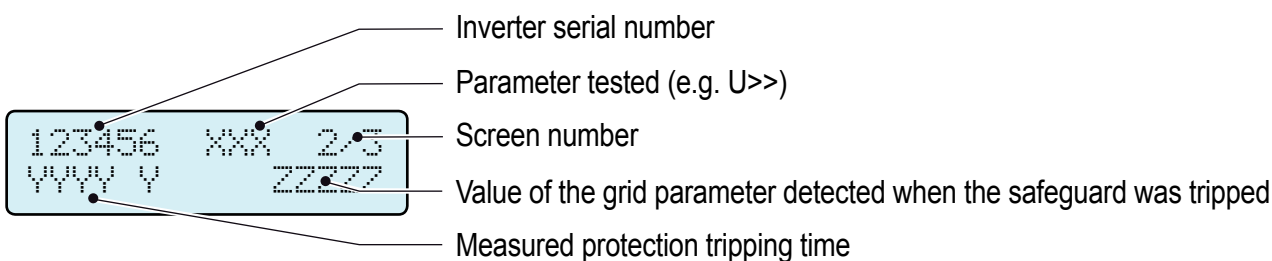 Inverter serial number
Parameter tested (e.g. U>>)
Screen number
123456 XXX 2/3
YYYY Y ZZZZZ
Value of the grid parameter detected when the safeguard was tripped
Measured protection tripping time